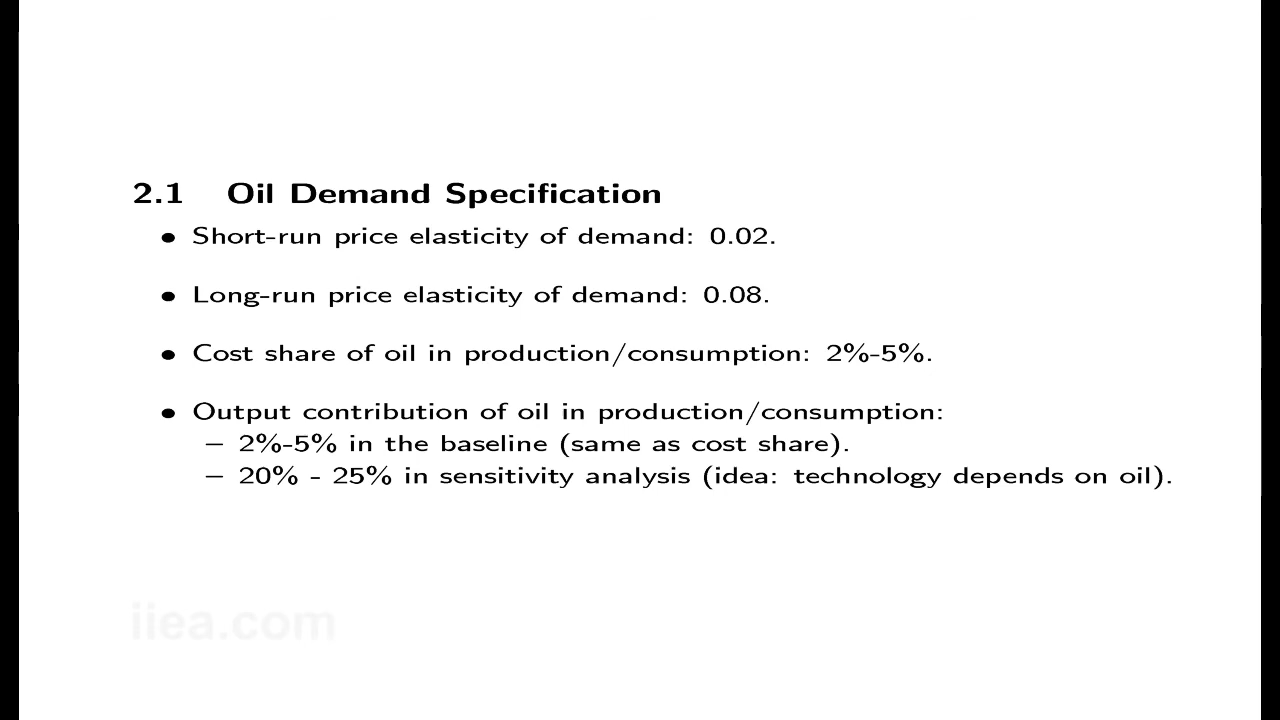 2.1 Oil Demand Specification
• Short-run price elasticity of demand: 0.02.
• Long-run price elasticity of demand: 0.08.
• Cost share of oil in production/consumption: 2%-5%.
• Output contribution of oil in production/consumption:
– 2%-5% in the baseline (same as cost share).
– 20% - 25% in sensitivity analysis (idea: technology depends on oil).
iiea.com